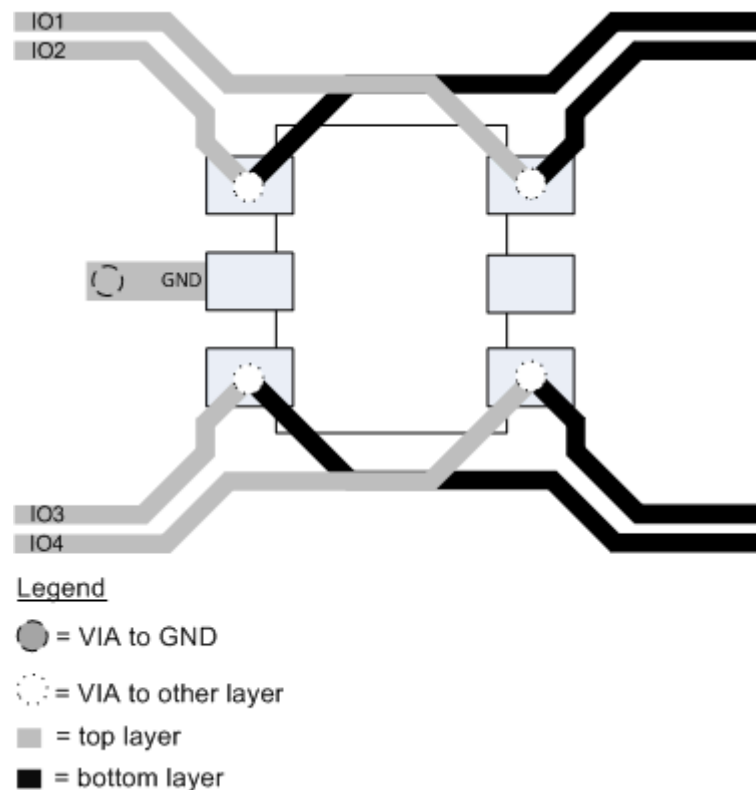 IO1
IO2
GND
IO3
IO4
Legend
= VIA to GND
= VIA to other layer
= top layer
= bottom layer